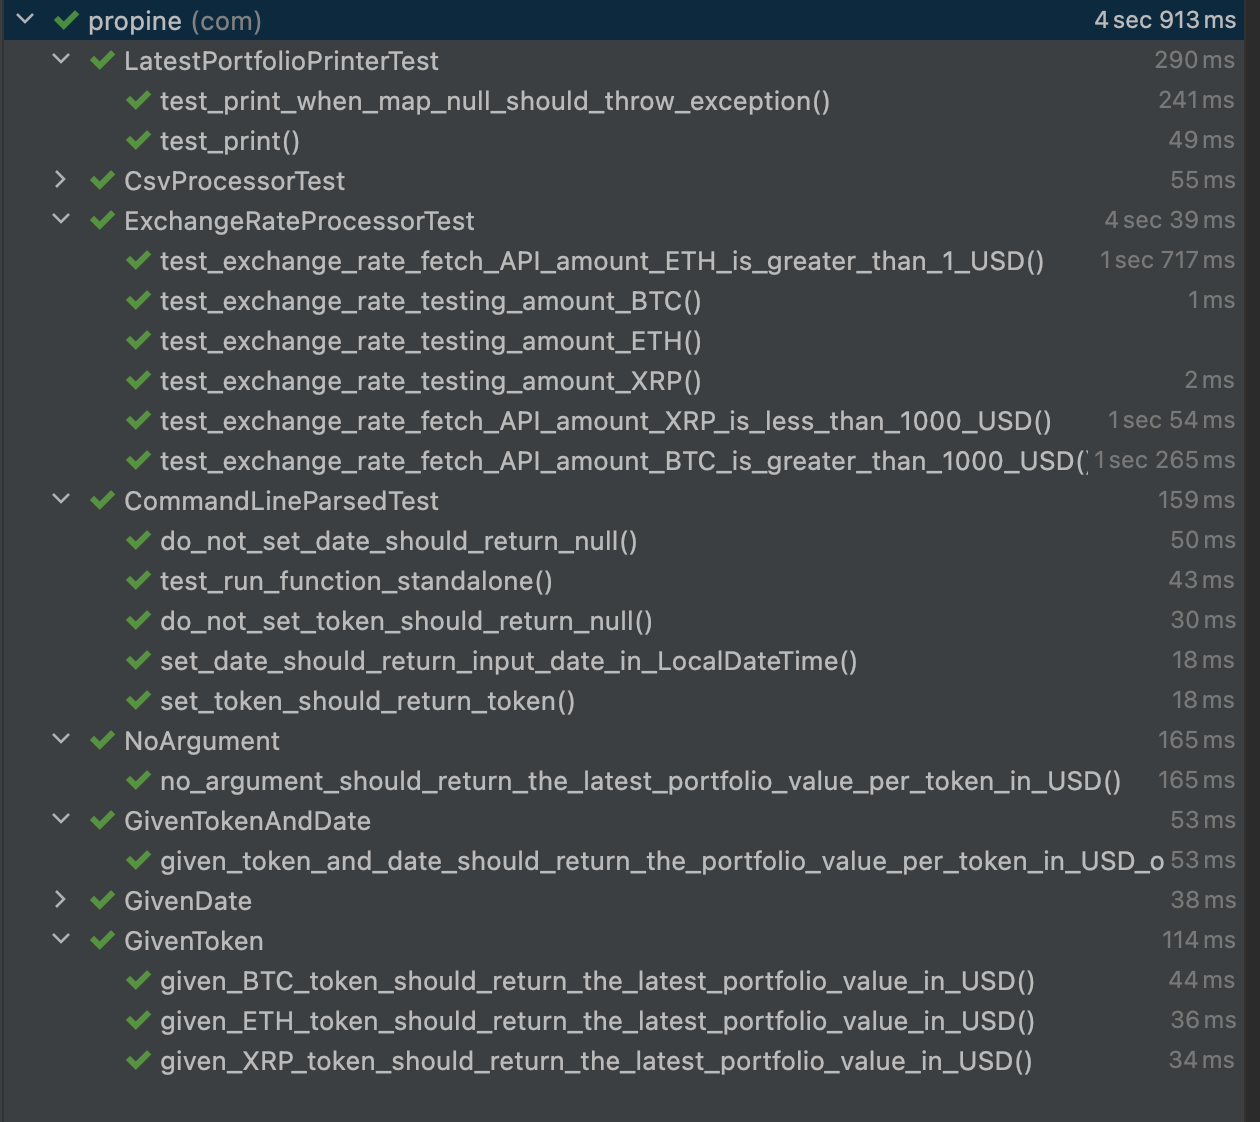 propine (com) 4 sec 913 ms
LatestPortfolioPrinterTest 290 ms
test_print_when_map_null_should_throw_exception() 241 ms
test_print() 49 ms
CsvProcessorTest 55 ms
ExchangeRateProcessorTest 4 sec 39 ms
test_exchange_rate_fetch_API_amount_ETH_is_greater_than_1_USD() 1 sec 717 ms
test_exchange_rate_testing_amount_BTC() 1 ms
test_exchange_rate_testing_amount_ETH()
test_exchange_rate_testing_amount_XRP() 2 ms
test_exchange_rate_fetch_API_amount_XRP_is_less_than_1000_USD() 1 sec 54 ms
test_exchange_rate_fetch_API_amount_BTC_is_greater_than_1000_USD() 1 sec 265 ms
CommandLineParsedTest 159 ms
do_not_set_date_should_return_null() 50 ms
test_run_function_standalone() 43 ms
do_not_set_token_should_return_null() 30 ms
set_date_should_return_input_date_in_LocalDateTime() 18 ms
set_token_should_return_token() 18 ms
NoArgument 165 ms
no_argument_should_return_the_latest_portfolio_value_per_token_in_USD() 165 ms
GivenTokenAndDate 53 ms
given_token_and_date_should_return_the_portfolio_value_per_token_in_USD_o 53 ms
GivenDate 38 ms
GivenToken 114 ms
given_BTC_token_should_return_the_latest_portfolio_value_in_USD() 44 ms
given_ETH_token_should_return_the_latest_portfolio_value_in_USD() 36 ms
given_XRP_token_should_return_the_latest_portfolio_value_in_USD() 34 ms